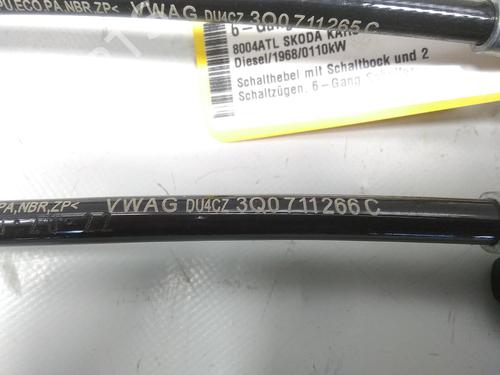 PU ECO,PA,NBR,ZP< VWAG DU4CZ 3Q0 711265 C
8004ATL SKODA
Diesel/1968/0110kW
Schalthebel mit Schaltbock und 2
Schaltzügen, 6-Gang
PA,NBR,ZP< VWAG DU4CZ 3Q0 711266 C